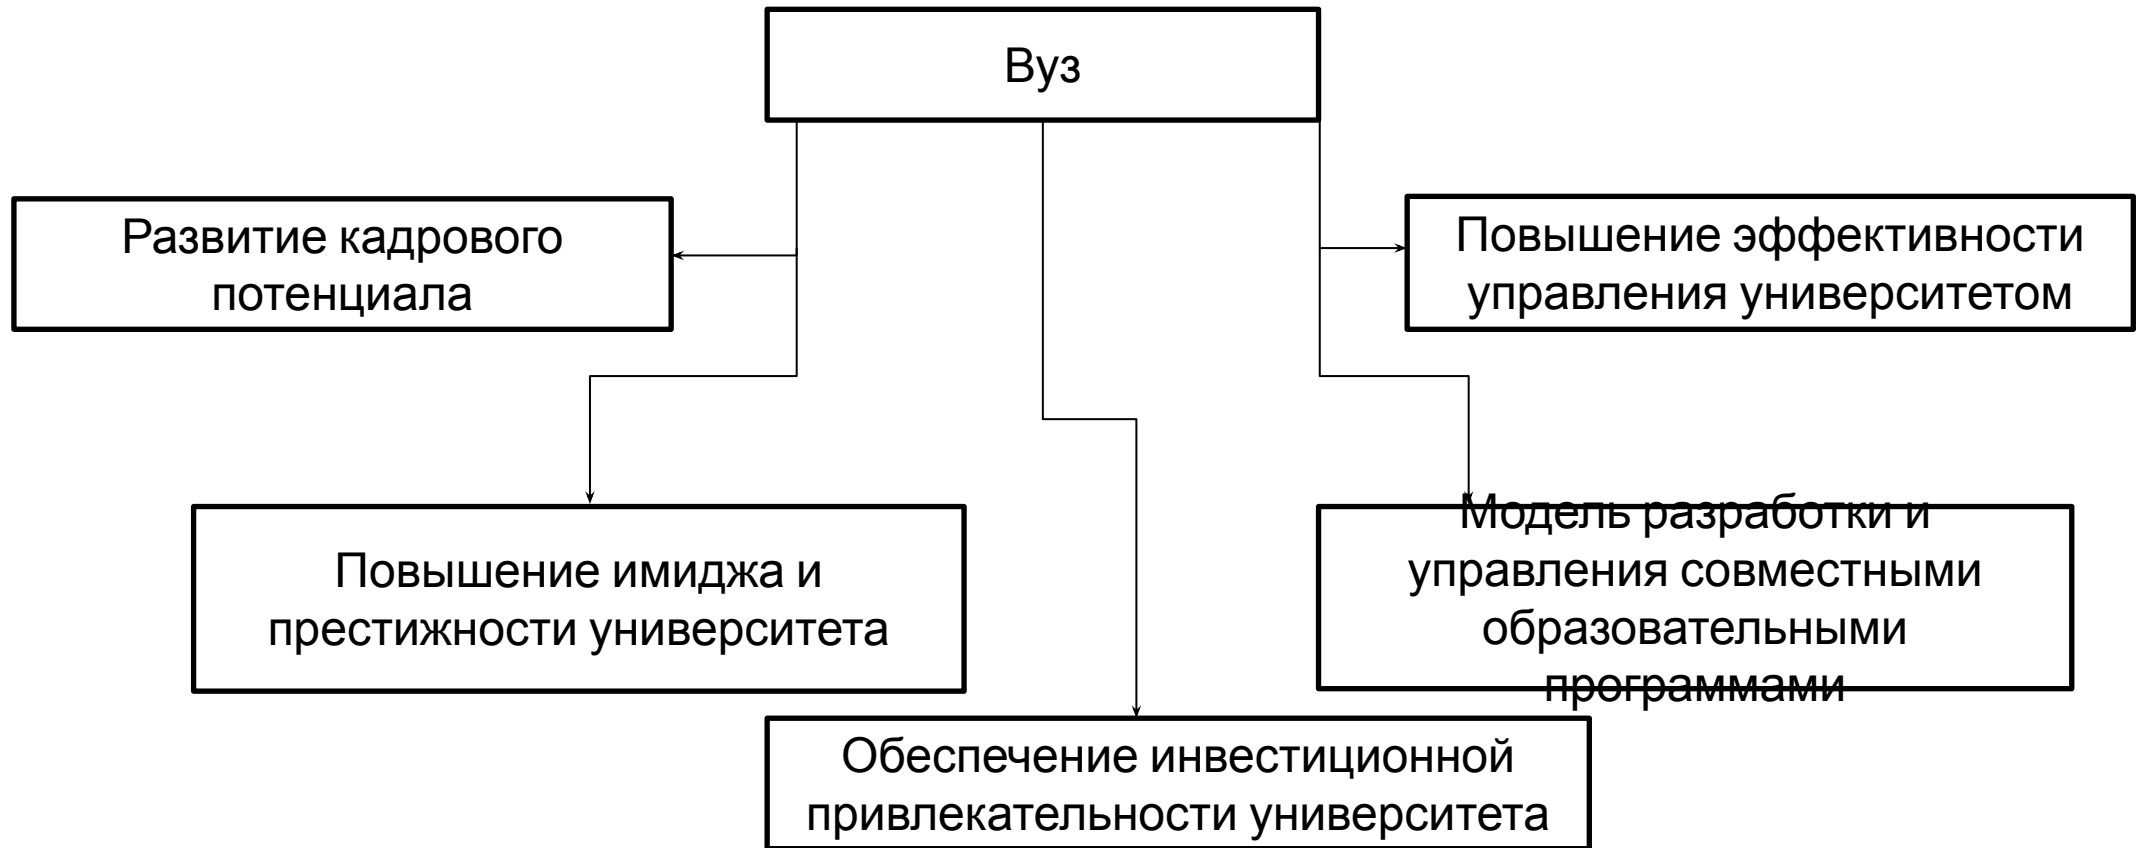 Вуз
Развитие кадрового
потенциала
Повышение эффективности
управления университетом
Повышение имиджа и
престижности университета
Модель разработки и
управления совместными
образовательными
программами
Обеспечение инвестиционной
привлекательности университета